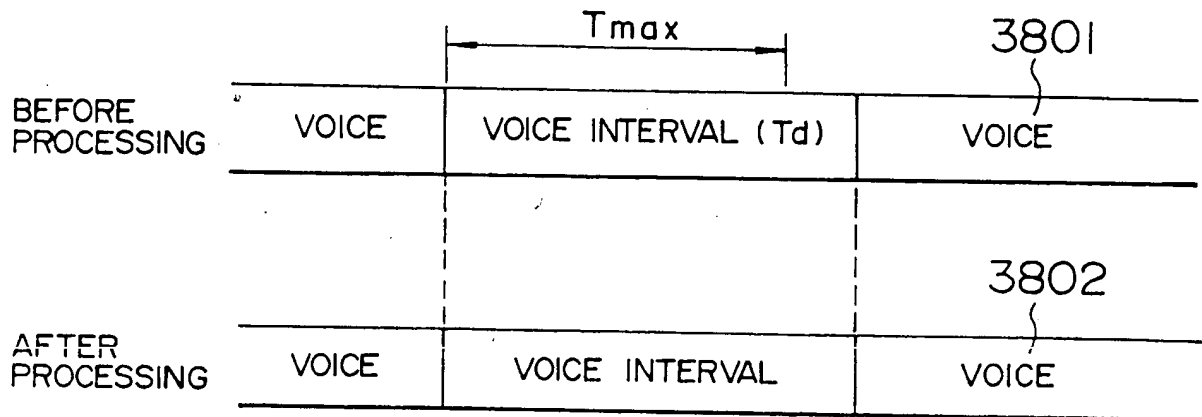 Tmax
3801
BEFORE
PROCESSING
VOICE
VOICE INTERVAL (Td)
VOICE
3802
AFTER
PROCESSING
VOICE
VOICE INTERVAL
VOICE